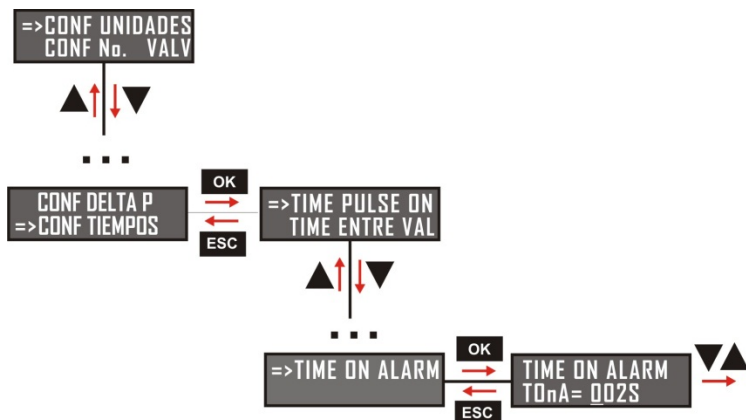 =>CONF UNIDADES
CONF No. VALV
...
CONF DELTA P
=>CONF TIEMPOS
OK
ESC
=>TIME PULSE ON
TIME ENTRE VAL
...
=>TIME ON ALARM
OK
ESC
TIME ON ALARM
TOnA= 002S